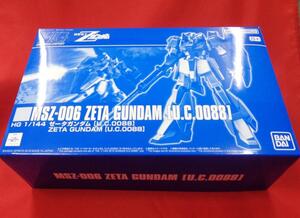 MSZ-006 ZETA GUNDAM [U.C.0088]
HG 1/144 ゼータガンダム [U.C.0088]
ZETA GUNDAM [U.C.0088]
BANDAI
MSZ-006 ZETA GUNDAM [U.C.0088]